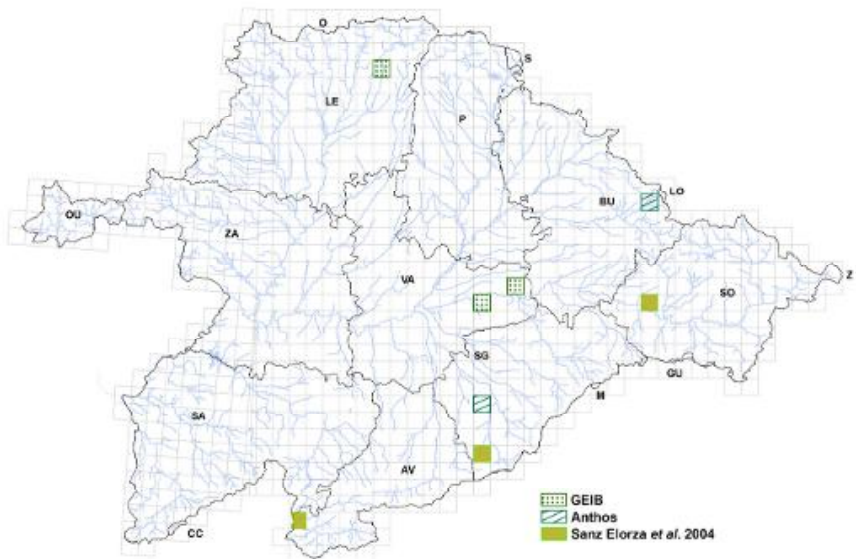 O
S
LE
P
LO
BU
OU
ZA
Z
VA
SO
SG
GU
M
SA
AV
CC
GEIB
Anthos
Sanz Elorza et al. 2004